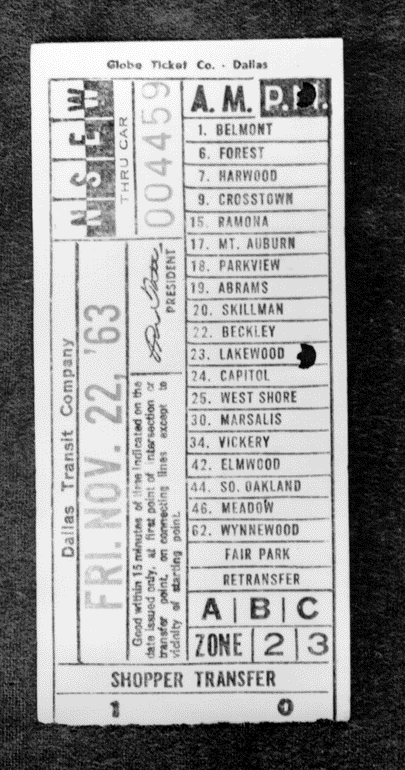 Globe Ticket Co. - Dallas
N S E W
THRU CAR
004459
Dallas Transit Company
FRI. NOV. 22, '63
PRESIDENT
Good within 15 minutes of time indicated on the
date issued only, at first point of intersection or
transfer point, on connecting lines except to
vicinity of starting point.
A.M. P.M.
1. BELMONT
6. FOREST
7. HARWOOD
9. CROSSTOWN
15. RAMONA
17. MT. AUBURN
18. PARKVIEW
19. ABRAMS
20. SKILLMAN
22. BECKLEY
23. LAKEWOOD
24. CAPITOL
25. WEST SHORE
30. MARSALIS
34. VICKERY
42. ELMWOOD
44. SO. OAKLAND
46. MEADOW
62. WYNNEWOOD
FAIR PARK
RETRANSFER
A | B | C
ZONE | 2 | 3
SHOPPER TRANSFER
1 0